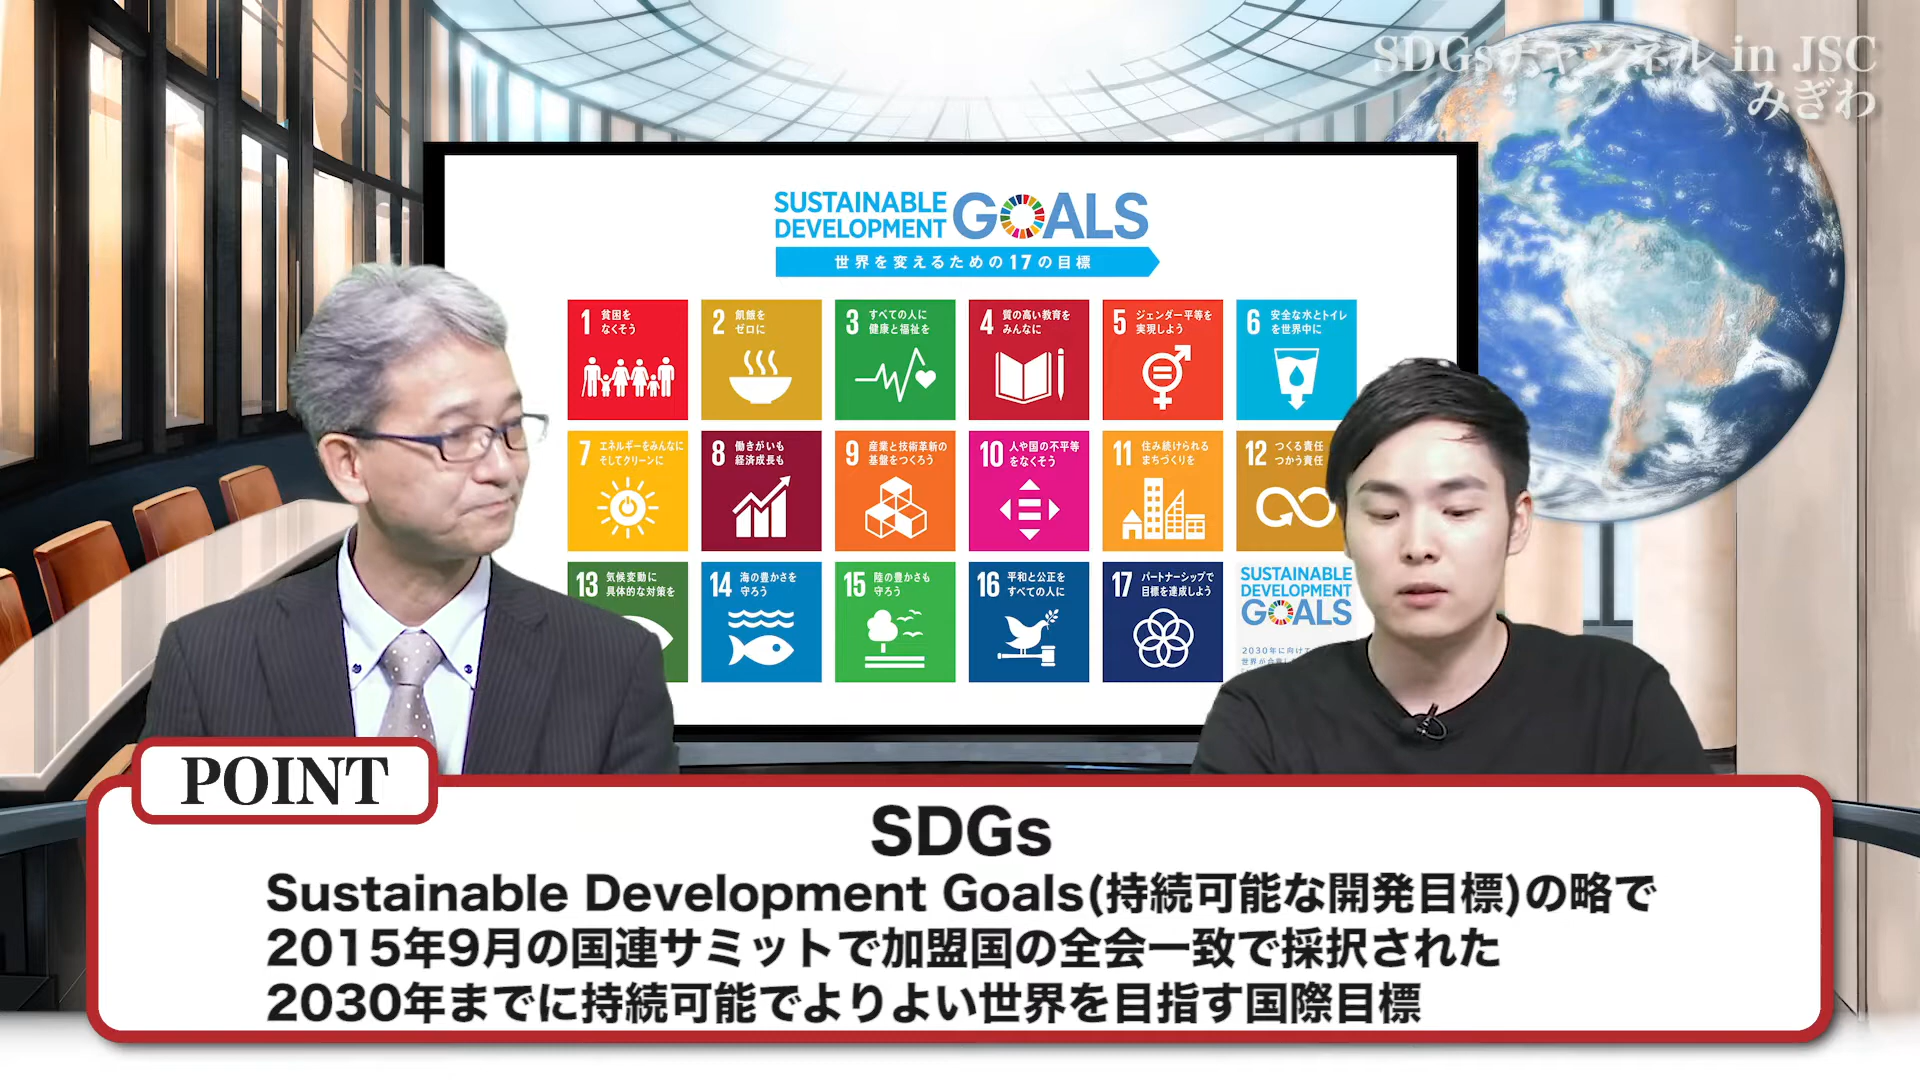 SDGsチャンネル in JSC
みぎわ
SUSTAINABLE
DEVELOPMENT
GOALS
世界を変えるための17の目標
1 貧困を
なくそう
2 飢餓を
ゼロに
3 すべての人に
健康と福祉を
4 質の高い教育を
みんなに
5 ジェンダー平等を
実現しよう
6 安全な水とトイレ
を世界中に
7 エネルギーをみんなに
そしてクリーンに
8 働きがいも
経済成長も
9 産業と技術革新の
基盤をつくろう
10 人や国の不平等
をなくそう
11 住み続けられる
まちづくりを
12 つくる責任
つかう責任
13 気候変動に
具体的な対策を
14 海の豊かさを
守ろう
15 陸の豊かさも
守ろう
16 平和と公正を
すべての人に
17 パートナーシップで
目標を達成しよう
SUSTAINABLE
DEVELOPMENT
GOALS
2030年に向けて
POINT
SDGs
Sustainable Development Goals(持続可能な開発目標)の略で
2015年9月の国連サミットで加盟国の全会一致で採択された
2030年までに持続可能でよりよい世界を目指す国際目標